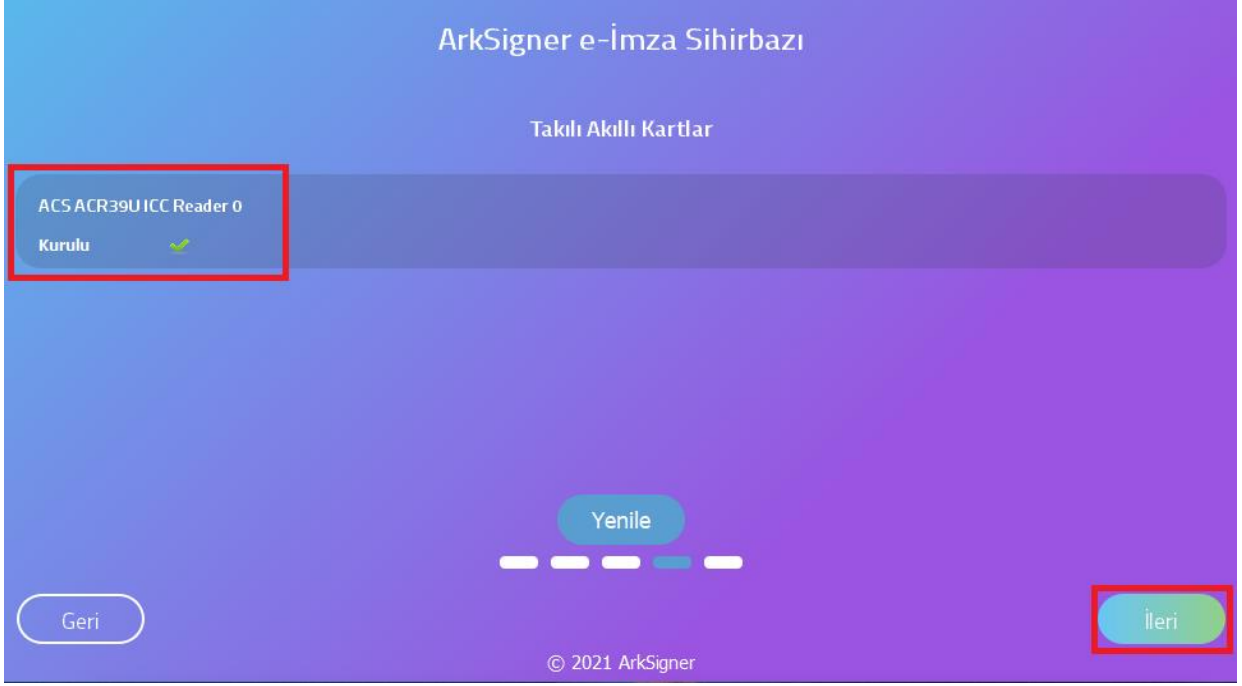 ArkSigner e-İmza Sihirbazı
Takılı Akıllı Kartlar
ACS ACR39U ICC Reader 0
Kurulu
Yenile
Geri
İleri
© 2021 ArkSigner